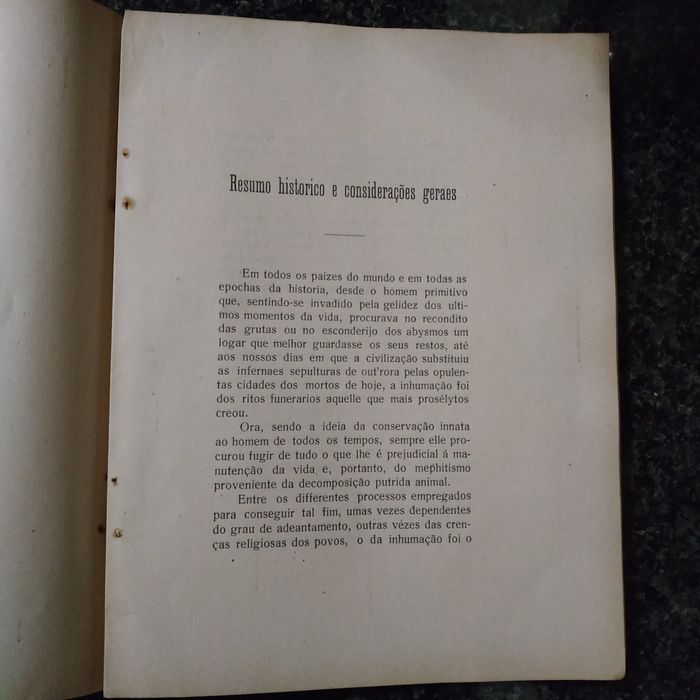 Resumo historico e considerações geraes
Em todos os paizes do mundo e em todas as
epochas da historia, desde o homem primitivo
que, sentindo-se invadido pela gelidez dos ulti-
mos momentos da vida, procurava no recondito
das grutas ou no esconderijo dos abysmos um
logar que melhor guardasse os seus restos, até
aos nossos dias em que a civilização substituiu
as infernaes sepulturas de out'rora pelas opulen-
tas cidades dos mortos de hoje, a inhumação foi
dos ritos funerarios aquelle que mais prosélytos
creou.
Ora, sendo a ideia da conservação innata
ao homem de todos os tempos, sempre elle pro-
curou fugir de tudo o que lhe é prejudicial á ma-
nutenção da vida e, portanto, do mephitismo
proveniente da decomposição putrida animal.
Entre os differentes processos empregados
para conseguir tal fim, umas vezes dependentes
do grau de adeantamento, outras vézes das cren-
ças religiosas dos povos, o da inhumação foi o